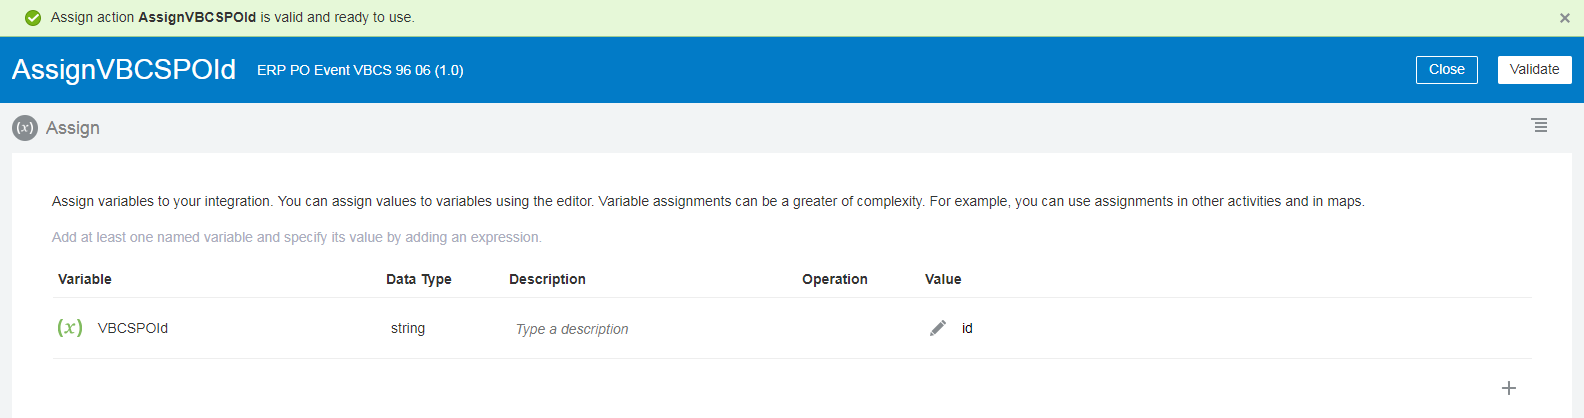 Assign action AssignVBCSPOId is valid and ready to use.
AssignVBCSPOId ERP PO Event VBCS 96 06 (1.0) Close Validate
(x) Assign
Assign variables to your integration. You can assign values to variables using the editor. Variable assignments can be a greater of complexity. For example, you can use assignments in other activities and in maps.
Add at least one named variable and specify its value by adding an expression.
Variable Data Type Description Operation Value
(x) VBCSPOId string Type a description id